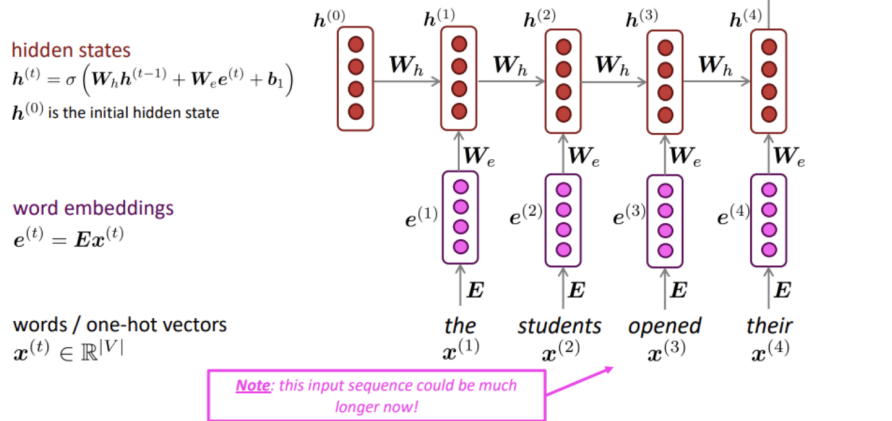 h^(0) h^(1) h^(2) h^(3) h^(4)
hidden states
h^(t) = σ (W_h h^(t−1) + W_e e^(t) + b_1)
h^(0) is the initial hidden state
W_h W_h W_h W_h
W_e W_e W_e W_e
word embeddings
e^(t) = Ex^(t)
e^(1) e^(2) e^(3) e^(4)
E E E E
words / one-hot vectors
x^(t) ∈ ℝ^|V|
the students opened their
x^(1) x^(2) x^(3) x^(4)
Note: this input sequence could be much
longer now!